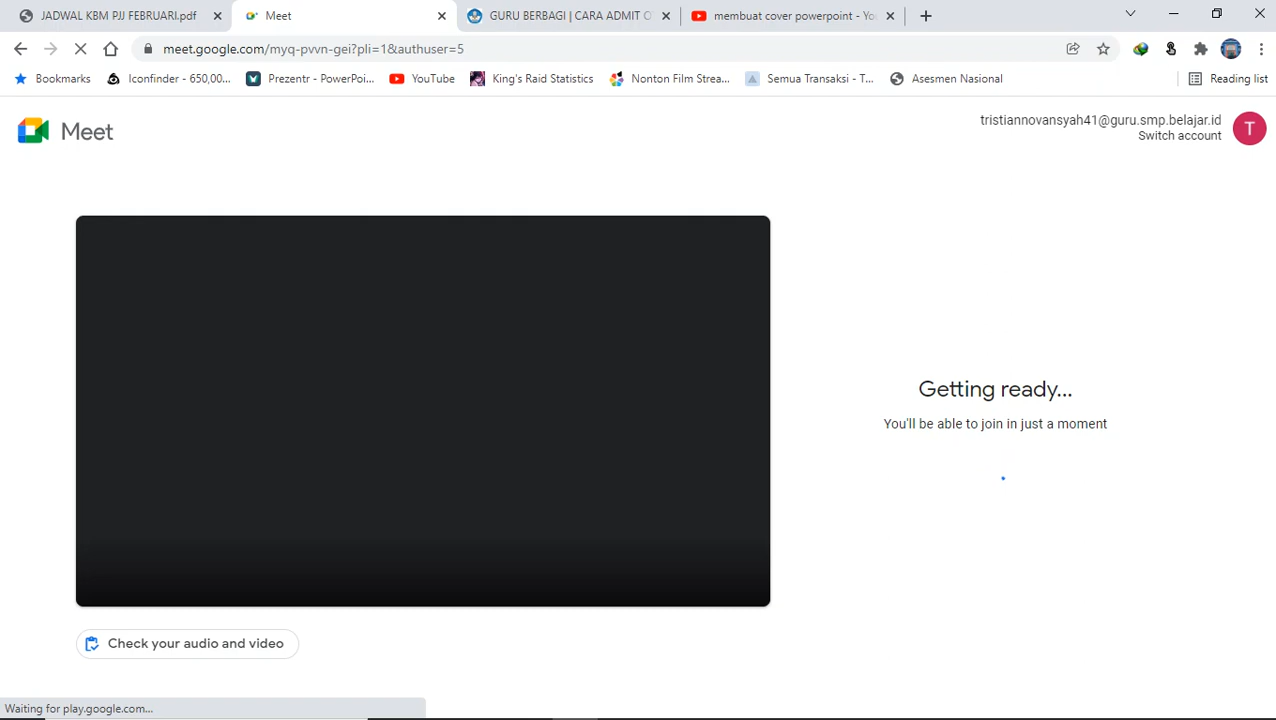 JADWAL KBM PJJ FEBRUARI.pdf
Meet
GURU BERBAGI | CARA ADMIT O
membuat cover powerpoint - Yo
meet.google.com/myq-pvvn-gei?pli=1&authuser=5
Bookmarks
Iconfinder - 650,00...
Prezentr - PowerPoi...
YouTube
King's Raid Statistics
Nonton Film Strea...
Semua Transaksi - T...
Asesmen Nasional
Reading list
Meet
tristiannovansyah41@guru.smp.belajar.id
Switch account
T
Getting ready...
You'll be able to join in just a moment
Check your audio and video
Waiting for play.google.com...